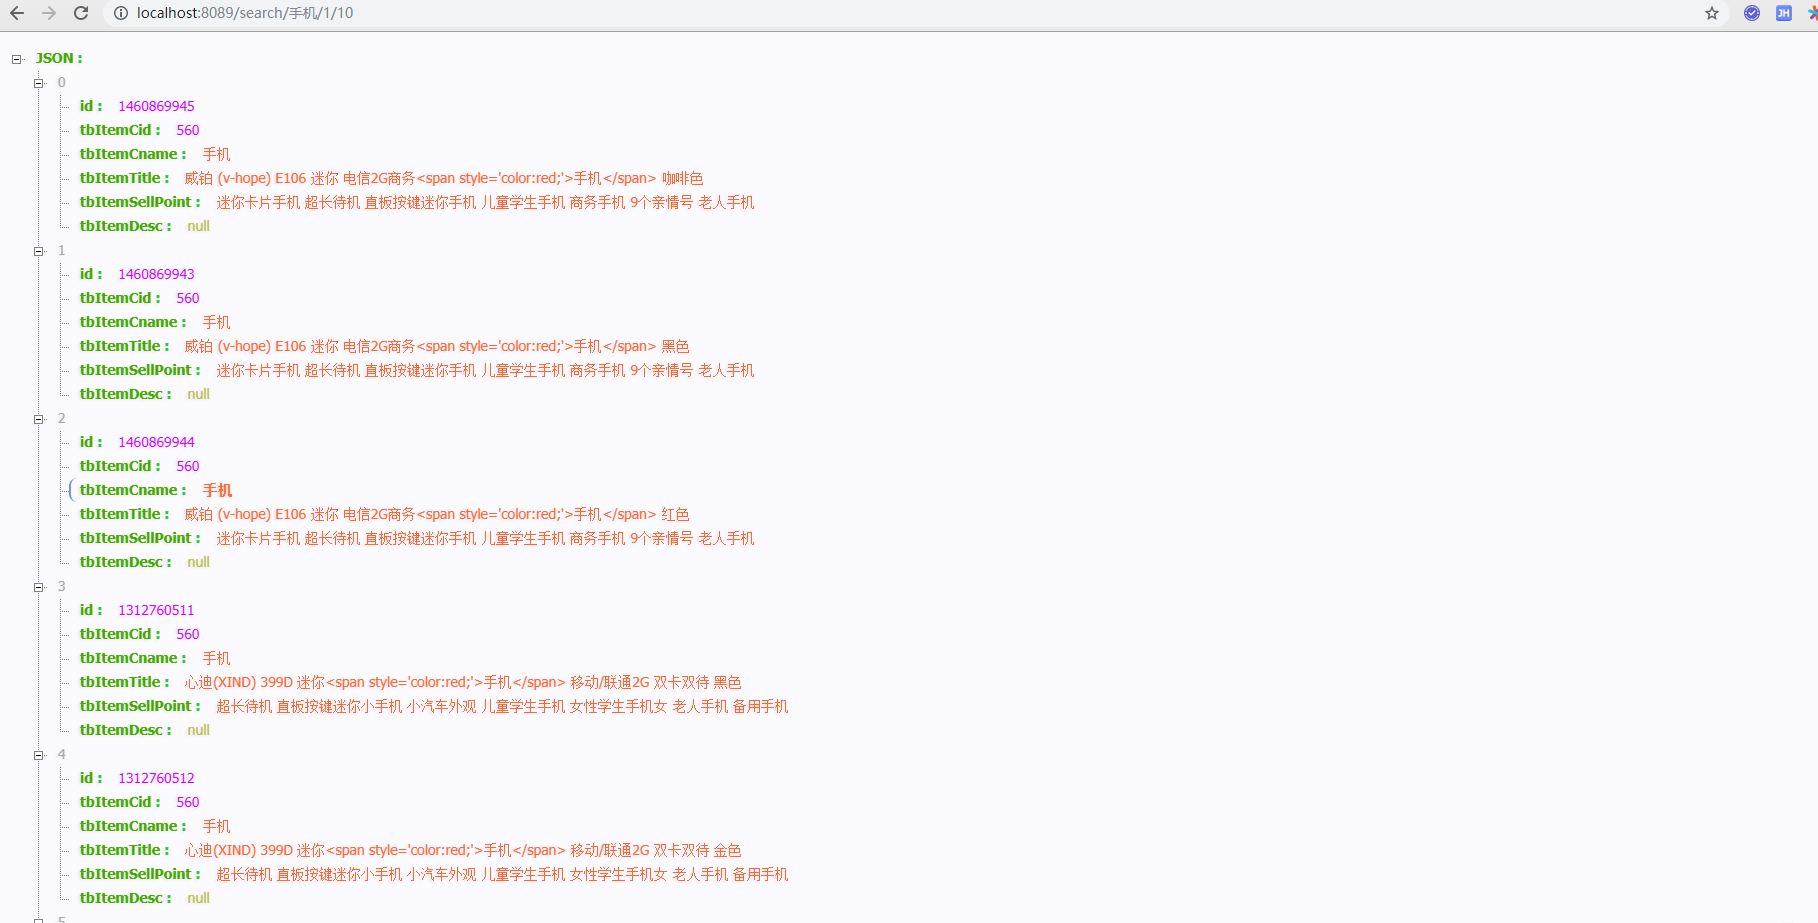 localhost:8089/search/手机/1/10
JH
JSON :
0
id : 1460869945
tbItemCid : 560
tbItemCname : 手机
tbItemTitle : 威铂 (v-hope) E106 迷你 电信2G商务<span style='color:red;'>手机</span> 咖啡色
tbItemSellPoint : 迷你卡片手机 超长待机 直板按键迷你手机 儿童学生手机 商务手机 9个亲情号 老人手机
tbItemDesc : null
1
id : 1460869943
tbItemCid : 560
tbItemCname : 手机
tbItemTitle : 威铂 (v-hope) E106 迷你 电信2G商务<span style='color:red;'>手机</span> 黑色
tbItemSellPoint : 迷你卡片手机 超长待机 直板按键迷你手机 儿童学生手机 商务手机 9个亲情号 老人手机
tbItemDesc : null
2
id : 1460869944
tbItemCid : 560
tbItemCname : 手机
tbItemTitle : 威铂 (v-hope) E106 迷你 电信2G商务<span style='color:red;'>手机</span> 红色
tbItemSellPoint : 迷你卡片手机 超长待机 直板按键迷你手机 儿童学生手机 商务手机 9个亲情号 老人手机
tbItemDesc : null
3
id : 1312760511
tbItemCid : 560
tbItemCname : 手机
tbItemTitle : 心迪(XIND) 399D 迷你<span style='color:red;'>手机</span> 移动/联通2G 双卡双待 黑色
tbItemSellPoint : 超长待机 直板按键迷你小手机 小汽车外观 儿童学生手机 女性学生手机女 老人手机 备用手机
tbItemDesc : null
4
id : 1312760512
tbItemCid : 560
tbItemCname : 手机
tbItemTitle : 心迪(XIND) 399D 迷你<span style='color:red;'>手机</span> 移动/联通2G 双卡双待 金色
tbItemSellPoint : 超长待机 直板按键迷你小手机 小汽车外观 儿童学生手机 女性学生手机女 老人手机 备用手机
tbItemDesc : null
5